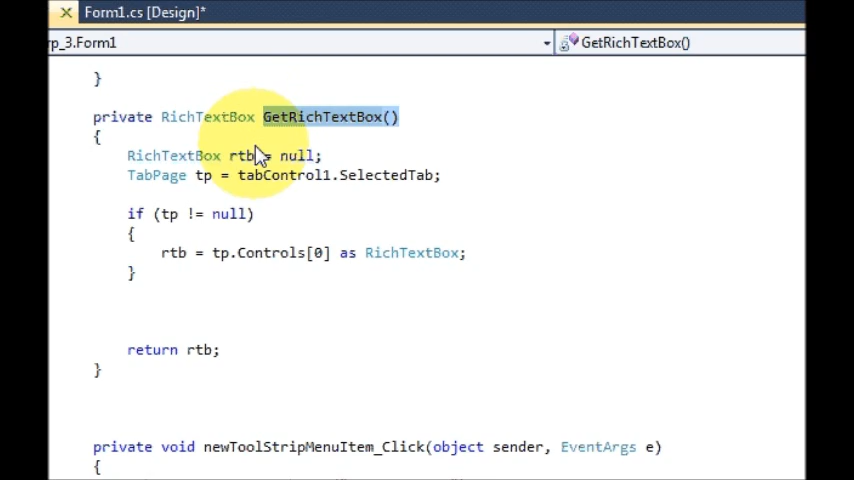 Form1.cs [Design]*
rp_3.Form1
GetRichTextBox()
}
private RichTextBox GetRichTextBox()
{
RichTextBox rtb = null;
TabPage tp = tabControl1.SelectedTab;
if (tp != null)
{
rtb = tp.Controls[0] as RichTextBox;
}
return rtb;
}
private void newToolStripMenuItem_Click(object sender, EventArgs e)
{